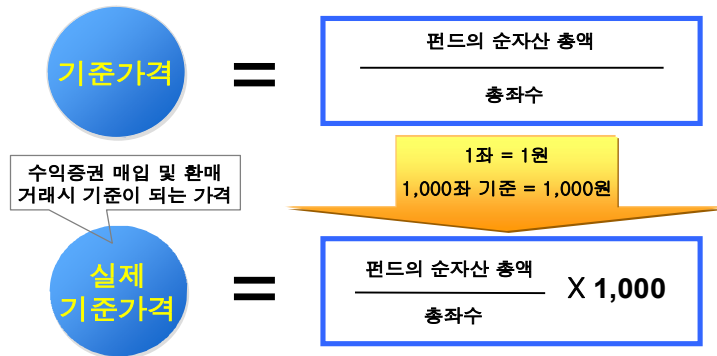 기준가격
=
펀드의 순자산 총액
총좌수
1좌 = 1원
1,000좌 기준 = 1,000원
수익증권 매입 및 환매
거래시 기준이 되는 가격
실제
기준가격
=
펀드의 순자산 총액
총좌수
X 1,000